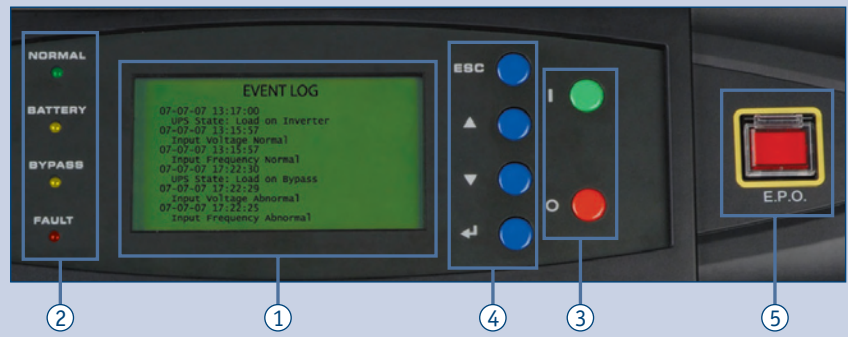 NORMAL
BATTERY
BYPASS
FAULT
EVENT LOG
07-07-07 13:17:00
UPS State: Load on Inverter
07-07-07 13:15:57
Input Voltage Normal
07-07-07 13:15:57
Input Frequency Normal
07-07-07 17:22:30
UPS State: Load on Bypass
07-07-07 17:22:29
Input Voltage Abnormal
07-07-07 17:22:25
Input Frequency Abnormal
ESC
I
O
E.P.O.
2
1
4
3
5